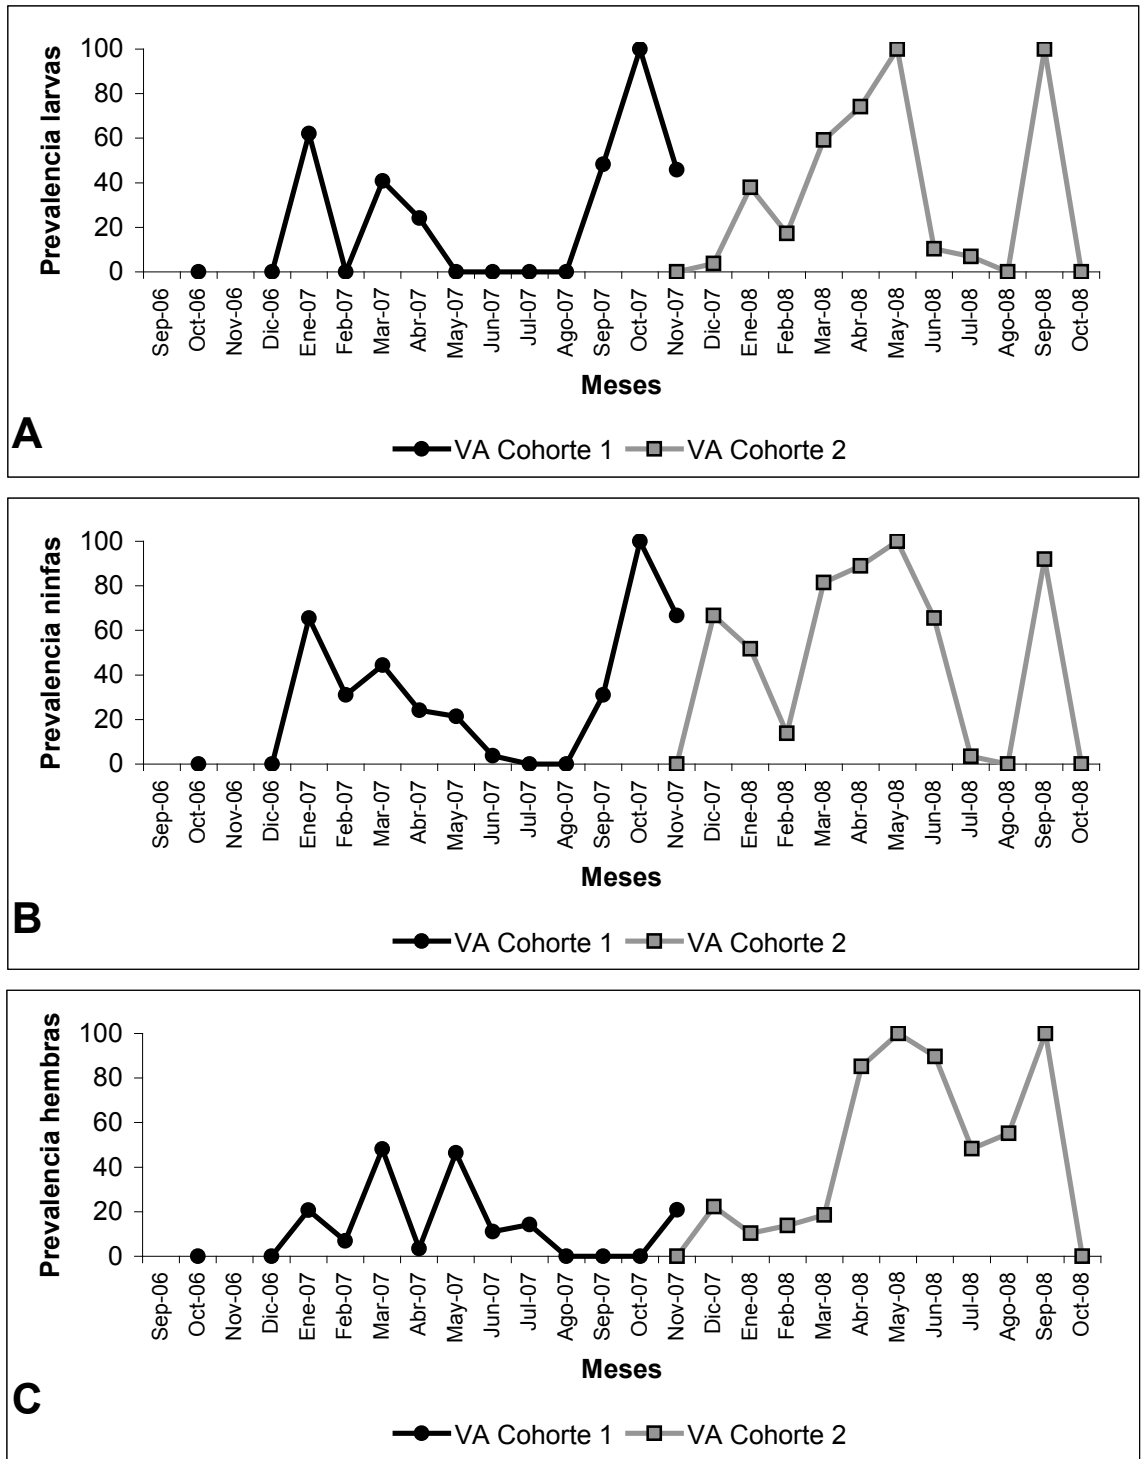 Prevalencia larvas
100
80
60
40
20
0
Sep-06 Oct-06 Nov-06 Dic-06 Ene-07 Feb-07 Mar-07 Abr-07 May-07 Jun-07 Jul-07 Ago-07 Sep-07 Oct-07 Nov-07 Dic-07 Ene-08 Feb-08 Mar-08 Abr-08 May-08 Jun-08 Jul-08 Ago-08 Sep-08 Oct-08
Meses
A
VA Cohorte 1 VA Cohorte 2
Prevalencia ninfas
100
80
60
40
20
0
Sep-06 Oct-06 Nov-06 Dic-06 Ene-07 Feb-07 Mar-07 Abr-07 May-07 Jun-07 Jul-07 Ago-07 Sep-07 Oct-07 Nov-07 Dic-07 Ene-08 Feb-08 Mar-08 Abr-08 May-08 Jun-08 Jul-08 Ago-08 Sep-08 Oct-08
Meses
B
VA Cohorte 1 VA Cohorte 2
Prevalencia hembras
100
80
60
40
20
0
Sep-06 Oct-06 Nov-06 Dic-06 Ene-07 Feb-07 Mar-07 Abr-07 May-07 Jun-07 Jul-07 Ago-07 Sep-07 Oct-07 Nov-07 Dic-07 Ene-08 Feb-08 Mar-08 Abr-08 May-08 Jun-08 Jul-08 Ago-08 Sep-08 Oct-08
Meses
C
VA Cohorte 1 VA Cohorte 2